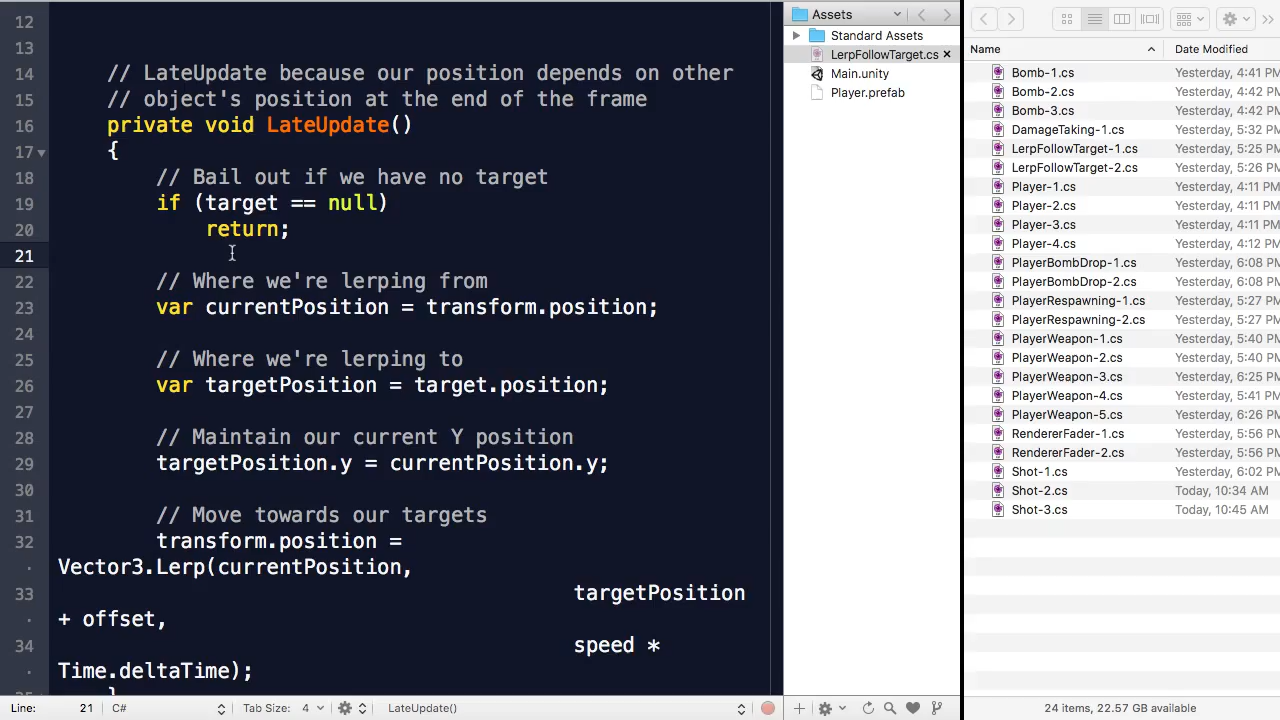 12
13
14 // LateUpdate because our position depends on other
15 // object's position at the end of the frame
16 private void LateUpdate()
17 {
18 // Bail out if we have no target
19 if (target == null)
20 return;
21
22 // Where we're lerping from
23 var currentPosition = transform.position;
24
25 // Where we're lerping to
26 var targetPosition = target.position;
27
28 // Maintain our current Y position
29 targetPosition.y = currentPosition.y;
30
31 // Move towards our targets
32 transform.position =
Vector3.Lerp(currentPosition,
33 targetPosition
+ offset,
34 speed *
Time.deltaTime);
Line: 21 C# Tab Size: 4 LateUpdate()
Assets
Standard Assets
LerpFollowTarget.cs
Main.unity
Player.prefab
Name Date Modified
Bomb-1.cs Yesterday, 4:41 PM
Bomb-2.cs Yesterday, 4:42 PM
Bomb-3.cs Yesterday, 4:42 PM
DamageTaking-1.cs Yesterday, 5:32 PM
LerpFollowTarget-1.cs Yesterday, 5:25 PM
LerpFollowTarget-2.cs Yesterday, 5:26 PM
Player-1.cs Yesterday, 4:11 PM
Player-2.cs Yesterday, 4:11 PM
Player-3.cs Yesterday, 4:11 PM
Player-4.cs Yesterday, 4:12 PM
PlayerBombDrop-1.cs Yesterday, 6:08 PM
PlayerBombDrop-2.cs Yesterday, 6:08 PM
PlayerRespawning-1.cs Yesterday, 5:27 PM
PlayerRespawning-2.cs Yesterday, 5:27 PM
PlayerWeapon-1.cs Yesterday, 5:40 PM
PlayerWeapon-2.cs Yesterday, 5:40 PM
PlayerWeapon-3.cs Yesterday, 6:25 PM
PlayerWeapon-4.cs Yesterday, 5:41 PM
PlayerWeapon-5.cs Yesterday, 6:26 PM
RendererFader-1.cs Yesterday, 5:56 PM
RendererFader-2.cs Yesterday, 5:56 PM
Shot-1.cs Yesterday, 6:02 PM
Shot-2.cs Today, 10:34 AM
Shot-3.cs Today, 10:45 AM
24 items, 22.57 GB available